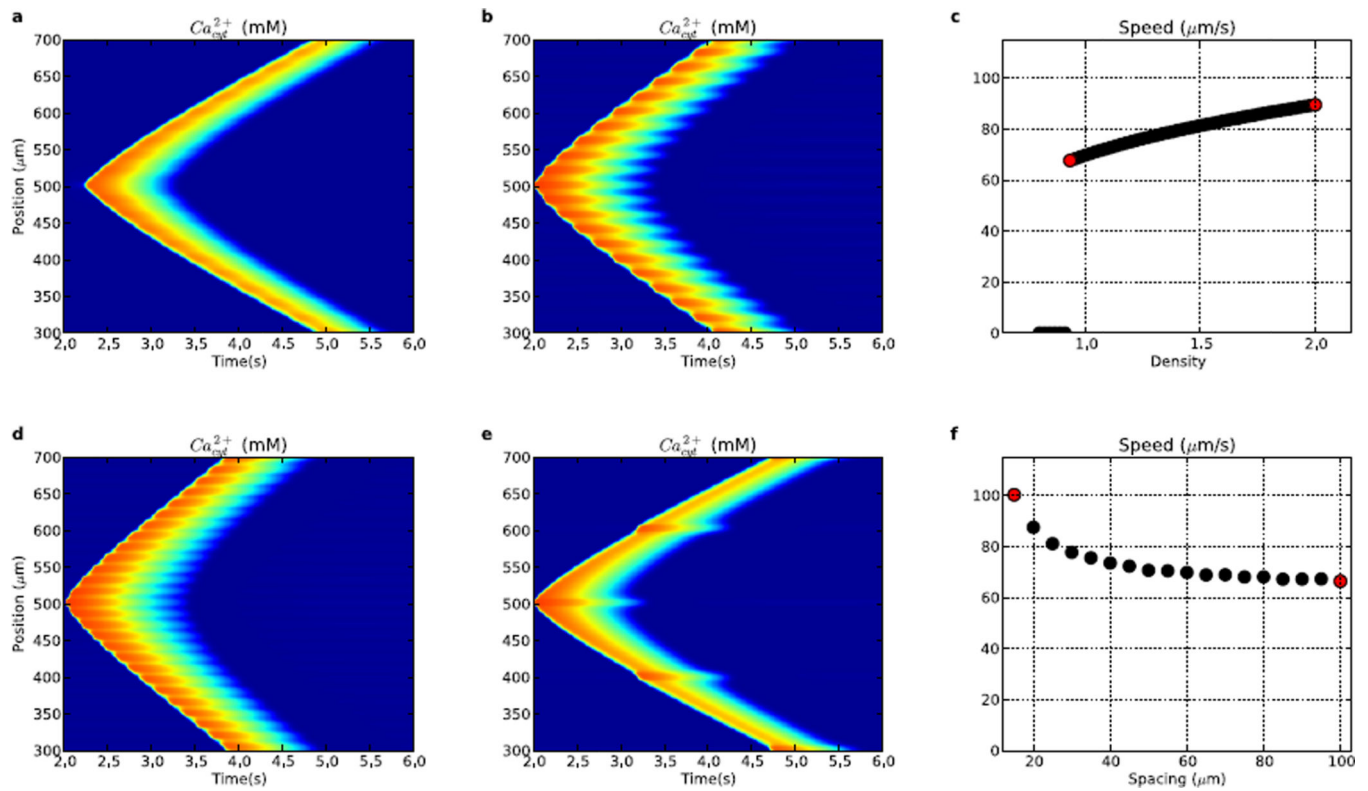 a
Ca²⁺cyt (mM)
700
650
600
550
500
450
400
350
300
Position (μm)
2,0 2,5 3,0 3,5 4,0 4,5 5,0 5,5 6,0
Time(s)
b
Ca²⁺cyt (mM)
700
650
600
550
500
450
400
350
300
2,0 2,5 3,0 3,5 4,0 4,5 5,0 5,5 6,0
Time(s)
c
Speed (μm/s)
100
80
60
40
20
0
1,0 1,5 2,0
Density
d
Ca²⁺cyt (mM)
700
650
600
550
500
450
400
350
300
Position (μm)
2,0 2,5 3,0 3,5 4,0 4,5 5,0 5,5 6,0
Time(s)
e
Ca²⁺cyt (mM)
700
650
600
550
500
450
400
350
300
2,0 2,5 3,0 3,5 4,0 4,5 5,0 5,5 6,0
Time(s)
f
Speed (μm/s)
100
80
60
40
20
0
20 40 60 80 100
Spacing (μm)